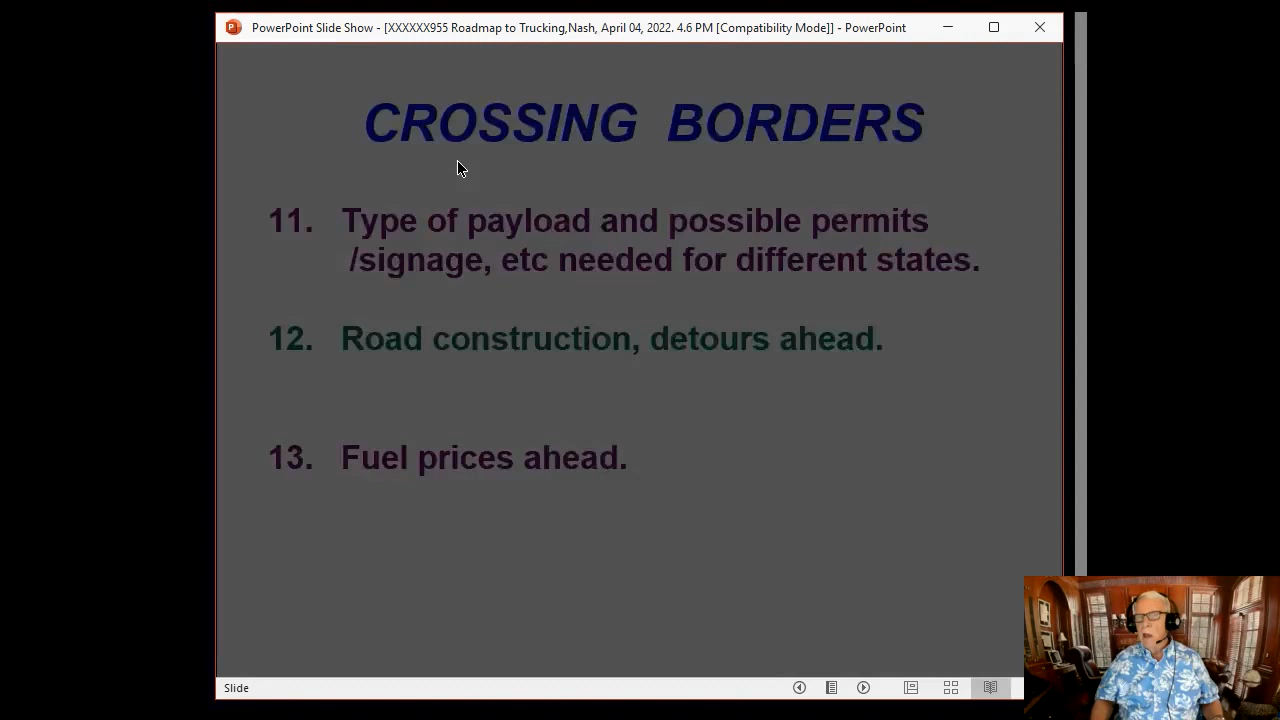 PowerPoint Slide Show - [XXXXXX955 Roadmap to Trucking,Nash, April 04, 2022. 4.6 PM [Compatibility Mode]] - PowerPoint
CROSSING BORDERS
11. Type of payload and possible permits
/signage, etc needed for different states.
12. Road construction, detours ahead.
13. Fuel prices ahead.
Slide